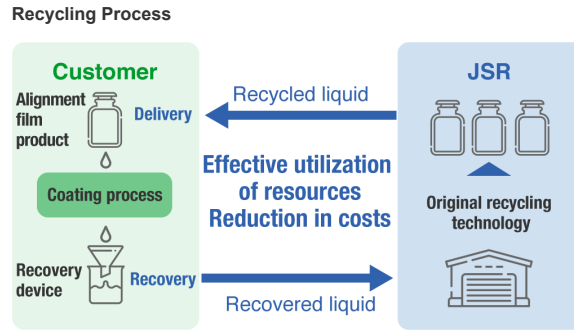 Recycling Process
Customer
Alignment
film
product
Delivery
Coating process
Recovery
device
Recovery
Recycled liquid
Effective utilization
of resources
Reduction in costs
Recovered liquid
JSR
Original recycling
technology